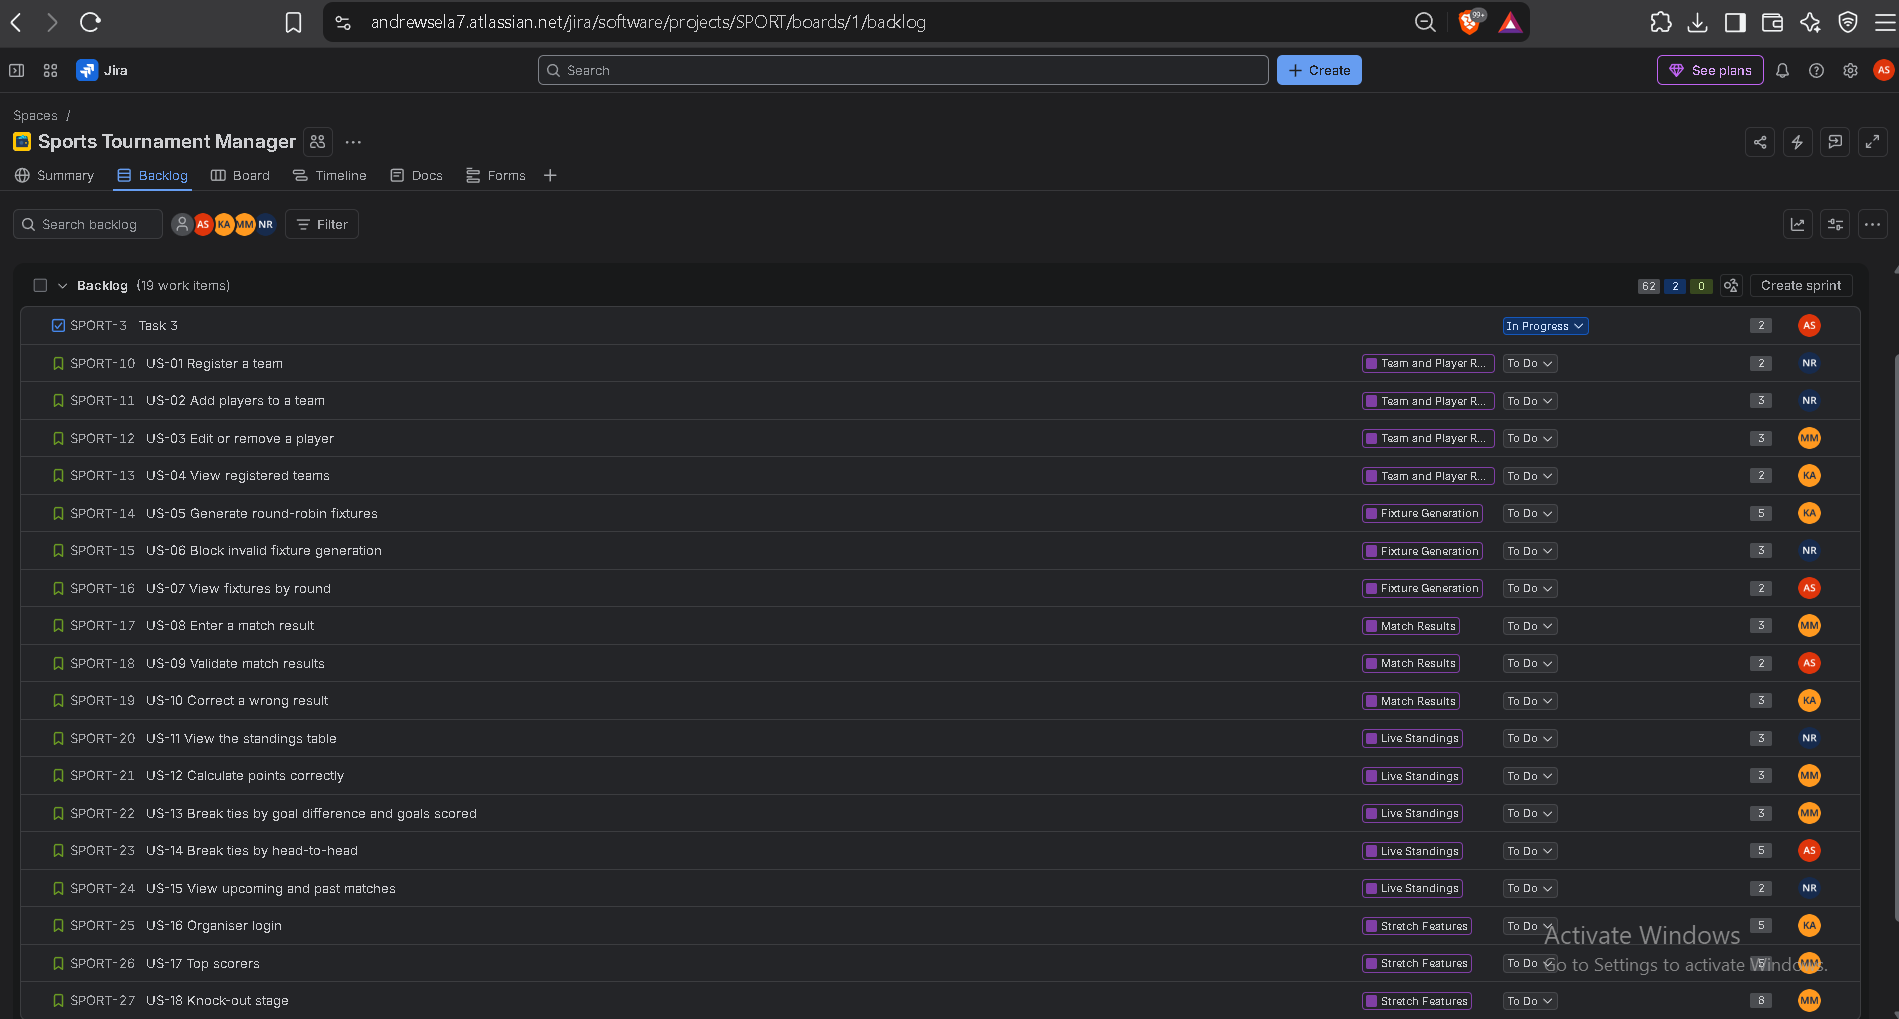 andrewsela7.atlassian.net/jira/software/projects/SPORT/boards/1/backlog
99+
Jira
Search
+ Create
See plans
AS
Spaces /
Sports Tournament Manager
Summary
Backlog
Board
Timeline
Docs
Forms
Search backlog
AS KA MM NR
Filter
Backlog (19 work items)
62 2 0
Create sprint
SPORT-3 Task 3 In Progress 2 AS
SPORT-10 US-01 Register a team Team and Player R... To Do 2 NR
SPORT-11 US-02 Add players to a team Team and Player R... To Do 3 NR
SPORT-12 US-03 Edit or remove a player Team and Player R... To Do 3 MM
SPORT-13 US-04 View registered teams Team and Player R... To Do 2 KA
SPORT-14 US-05 Generate round-robin fixtures Fixture Generation To Do 5 KA
SPORT-15 US-06 Block invalid fixture generation Fixture Generation To Do 3 NR
SPORT-16 US-07 View fixtures by round Fixture Generation To Do 2 AS
SPORT-17 US-08 Enter a match result Match Results To Do 3 MM
SPORT-18 US-09 Validate match results Match Results To Do 2 AS
SPORT-19 US-10 Correct a wrong result Match Results To Do 3 KA
SPORT-20 US-11 View the standings table Live Standings To Do 3 NR
SPORT-21 US-12 Calculate points correctly Live Standings To Do 3 MM
SPORT-22 US-13 Break ties by goal difference and goals scored Live Standings To Do 3 MM
SPORT-23 US-14 Break ties by head-to-head Live Standings To Do 5 AS
SPORT-24 US-15 View upcoming and past matches Live Standings To Do 2 NR
SPORT-25 US-16 Organiser login Stretch Features To Do 5 KA
Activate Windows
SPORT-26 US-17 Top scorers Stretch Features To Do MM
Go to Settings to activate Windows.
SPORT-27 US-18 Knock-out stage Stretch Features To Do 8 MM